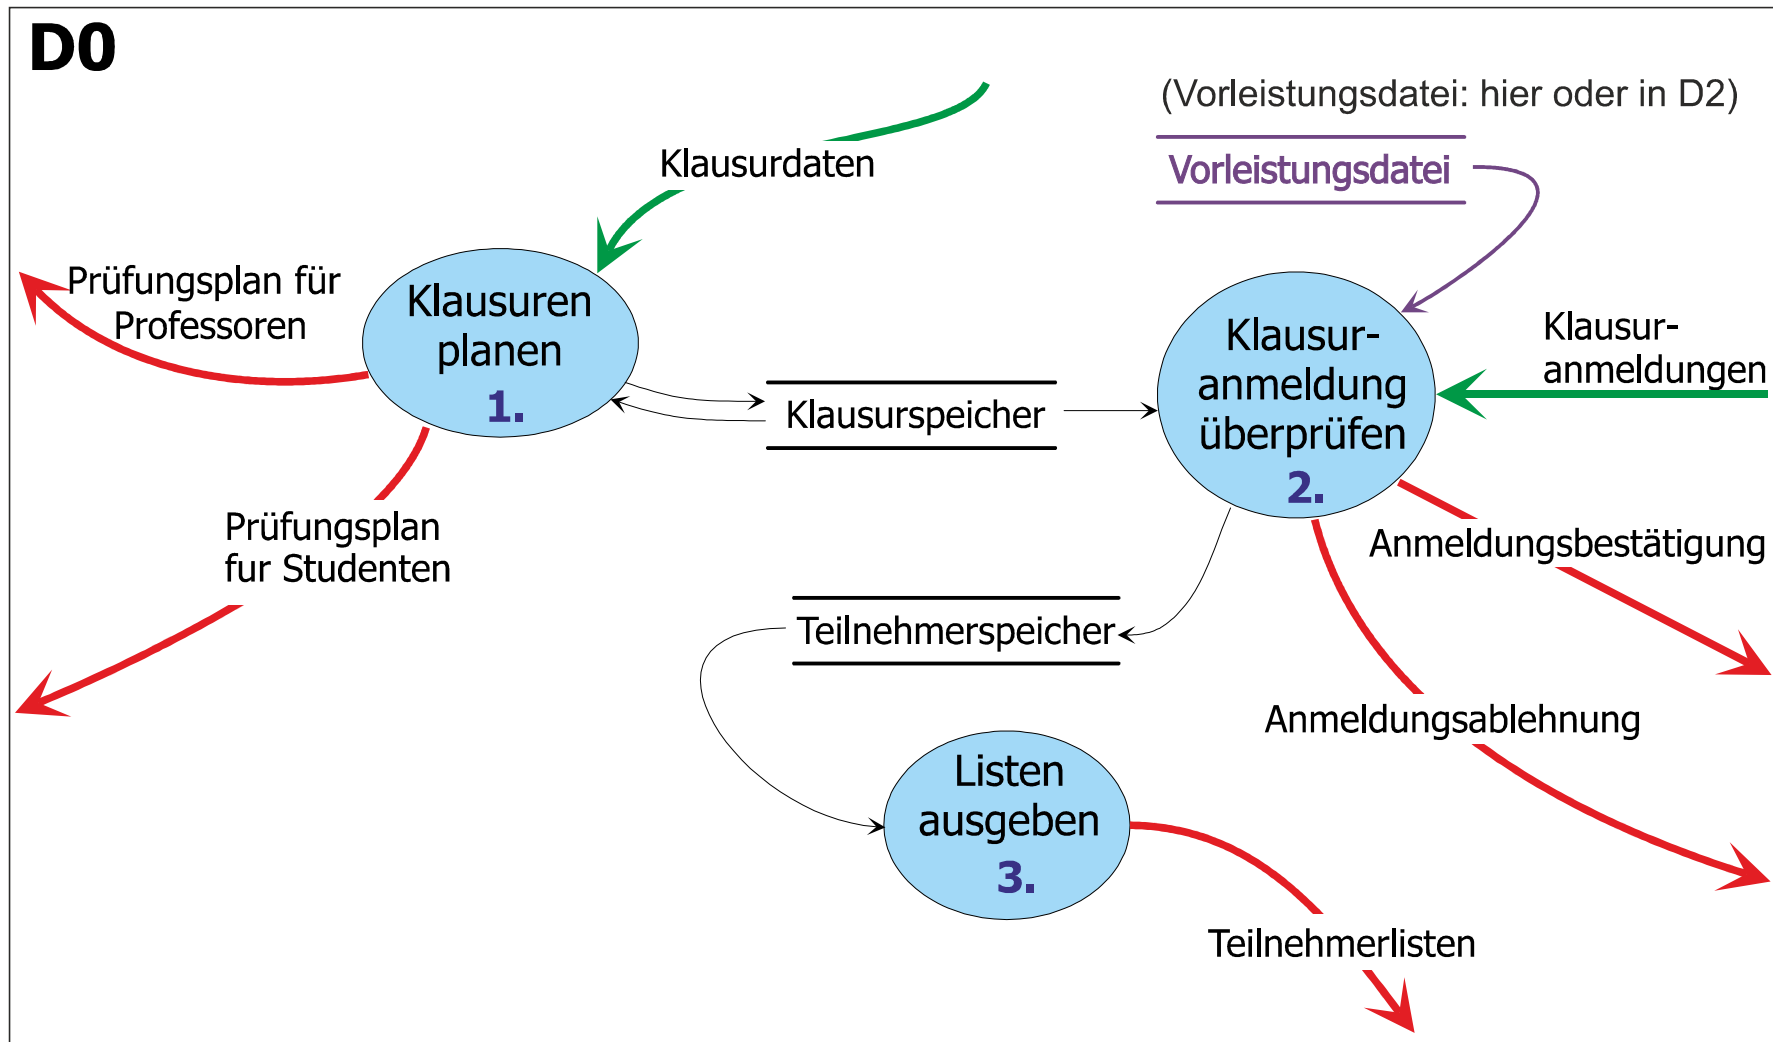 D0
(Vorleistungsdatei: hier oder in D2)
Klausurdaten
Vorleistungsdatei
Prüfungsplan für
Professoren
Klausuren
planen
1.
Klausurspeicher
Klausur-
anmeldung
überprüfen
2.
Klausur-
anmeldungen
Prüfungsplan
fur Studenten
Anmeldungsbestätigung
Teilnehmerspeicher
Anmeldungsablehnung
Listen
ausgeben
3.
Teilnehmerlisten